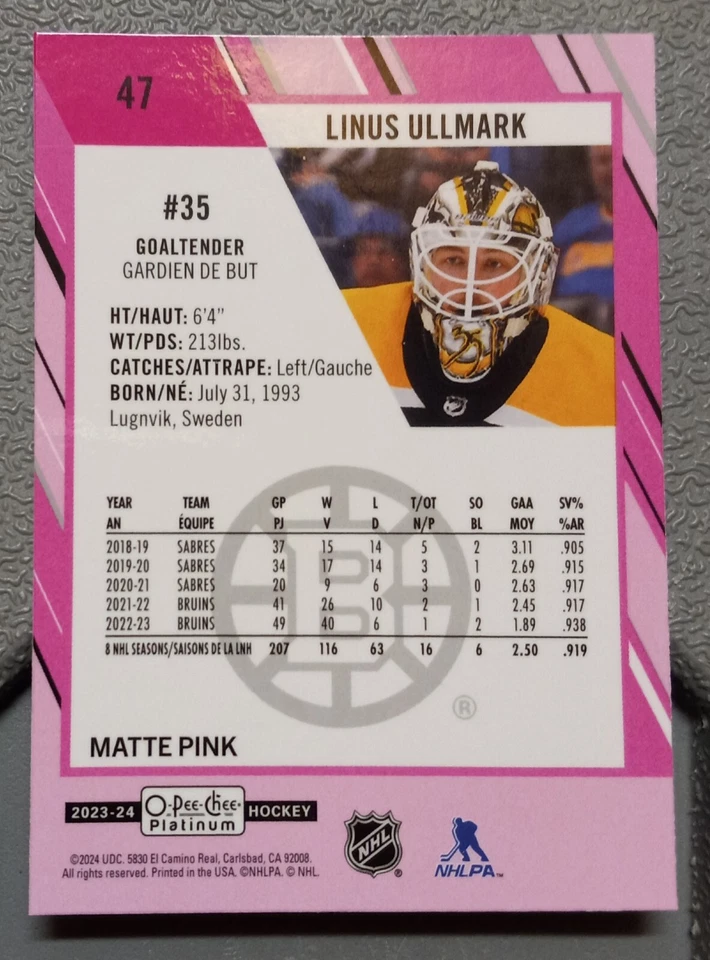 47
LINUS ULLMARK
#35
GOALTENDER
GARDIEN DE BUT
HT/HAUT: 6'4"
WT/PDS: 213lbs.
CATCHES/ATTRAPE: Left/Gauche
BORN/NÉ: July 31, 1993
Lugnvik, Sweden
35
YEAR TEAM GP W L T/OT SO GAA SV%
AN ÉQUIPE PJ V D N/P BL MOY %AR
2018-19 SABRES 37 15 14 5 2 3.11 .905
2019-20 SABRES 34 17 14 3 1 2.69 .915
2020-21 SABRES 20 9 6 3 0 2.63 .917
2021-22 BRUINS 41 26 10 2 1 2.45 .917
2022-23 BRUINS 49 40 6 1 2 1.89 .938
8 NHL SEASONS/SAISONS DE LA LNH 207 116 63 16 6 2.50 .919
B
®
MATTE PINK
2023-24 O-Pee-Chee Platinum HOCKEY
©2024 UDC. 5830 El Camino Real, Carlsbad, CA 92008.
All rights reserved. Printed in the USA. ©NHLPA. © NHL.
NHL ®
NHLPA™